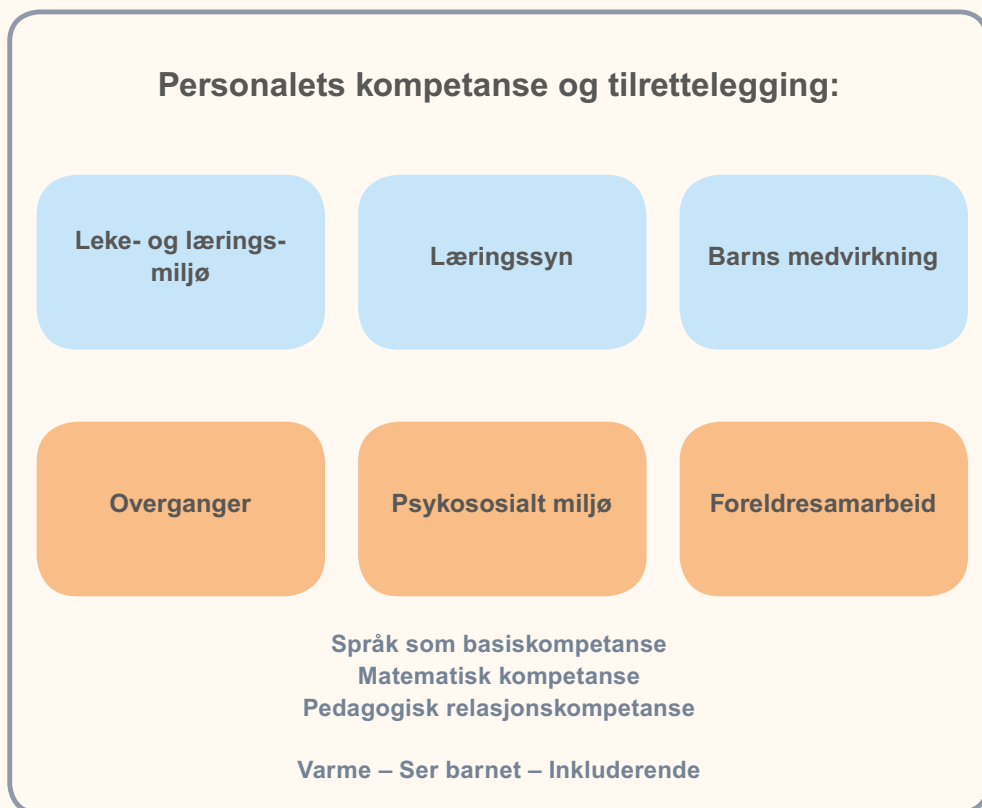 Personalets kompetanse og tilrettelegging:
Leke- og lærings-
miljø
Læringssyn
Barns medvirkning
Overganger
Psykososialt miljø
Foreldresamarbeid
Språk som basiskompetanse
Matematisk kompetanse
Pedagogisk relasjonskompetanse
Varme – Ser barnet – Inkluderende